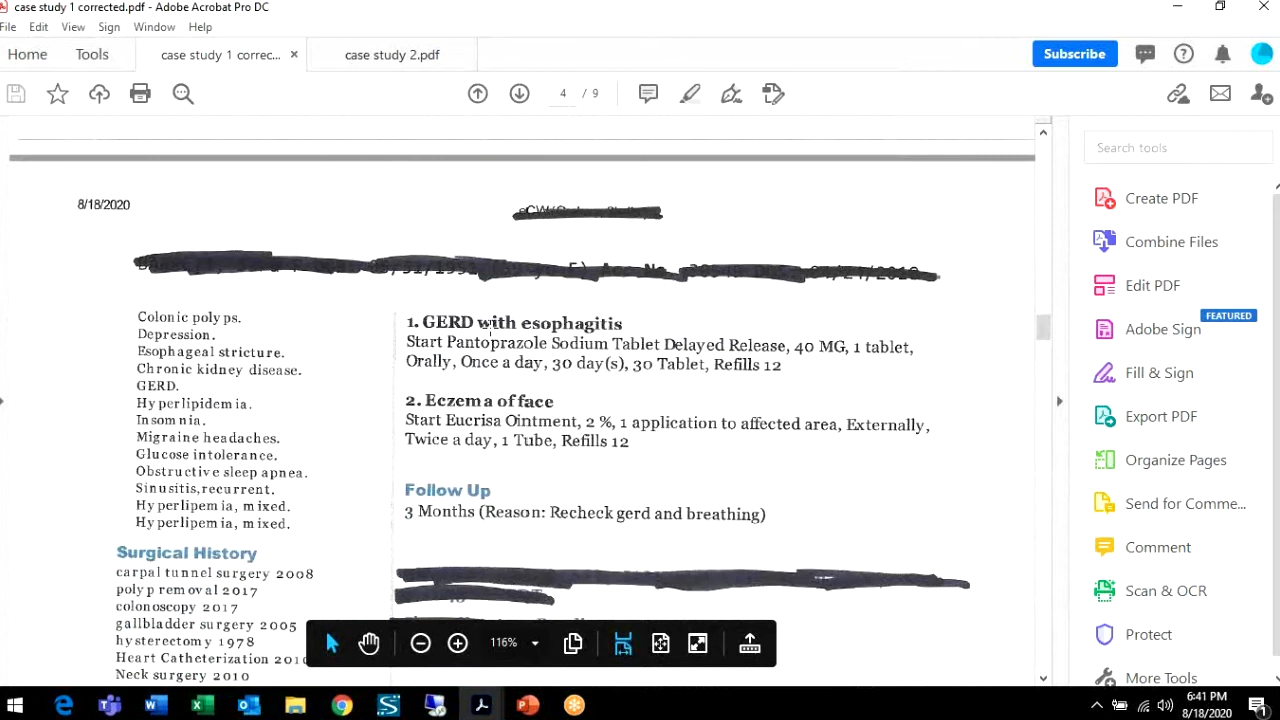 case study 1 corrected.pdf - Adobe Acrobat Pro DC
File Edit View Sign Window Help
Home Tools case study 1 correc... × case study 2.pdf Subscribe
4 / 9
Search tools
Create PDF
Combine Files
Edit PDF
Adobe Sign FEATURED
Fill & Sign
Export PDF
Organize Pages
Send for Comme...
Comment
Scan & OCR
Protect
More Tools
8/18/2020
Colonic polyps.
Depression.
Esophageal stricture.
Chronic kidney disease.
GERD.
Hyperlipidemia.
Insomnia.
Migraine headaches.
Glucose intolerance.
Obstructive sleep apnea.
Sinusitis,recurrent.
Hyperlipemia, mixed.
Hyperlipemia, mixed.
Surgical History
carpal tunnel surgery 2008
polyp removal 2017
colonoscopy 2017
gallbladder surgery 2005
hysterectomy 1978
Heart Catheterization
Neck surgery 2010
1. GERD with esophagitis
Start Pantoprazole Sodium Tablet Delayed Release, 40 MG, 1 tablet,
Orally, Once a day, 30 day(s), 30 Tablet, Refills 12
2. Eczema of face
Start Eucrisa Ointment, 2 %, 1 application to affected area, Externally,
Twice a day, 1 Tube, Refills 12
Follow Up
3 Months (Reason: Recheck gerd and breathing)
116%
6:41 PM
8/18/2020